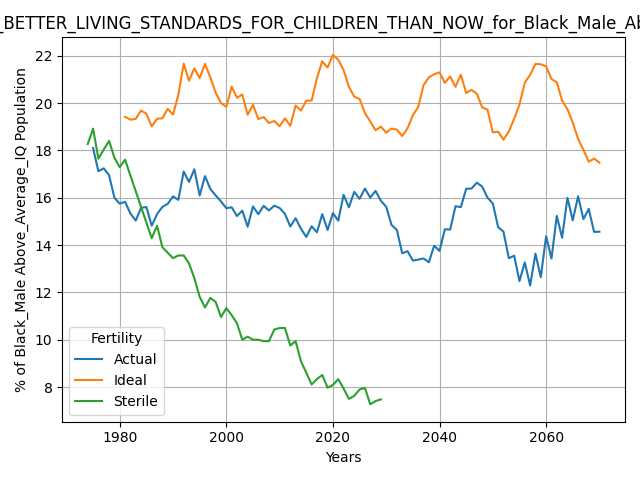 _BETTER_LIVING_STANDARDS_FOR_CHILDREN_THAN_NOW_for_Black_Male_Ab
% of Black_Male Above_Average_IQ Population
22
20
18
16
14
12
10
8
Fertility
Actual
Ideal
Sterile
1980
2000
2020
2040
2060
Years